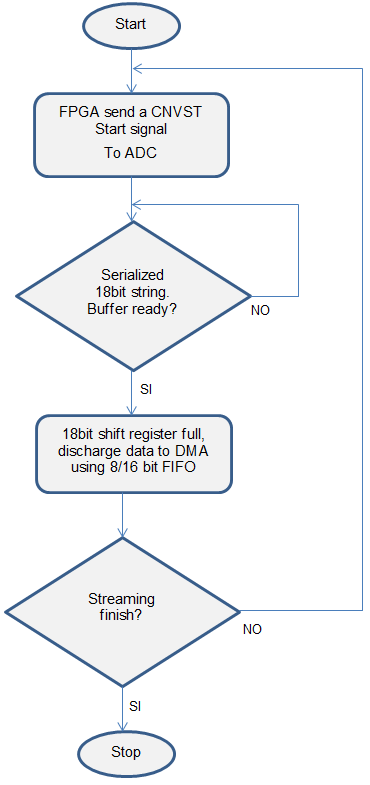 Start
FPGA send a CNVST
Start signal
To ADC
Serialized
18bit string.
Buffer ready?
NO
SI
18bit shift register full,
discharge data to DMA
using 8/16 bit FIFO
Streaming
finish?
NO
SI
Stop